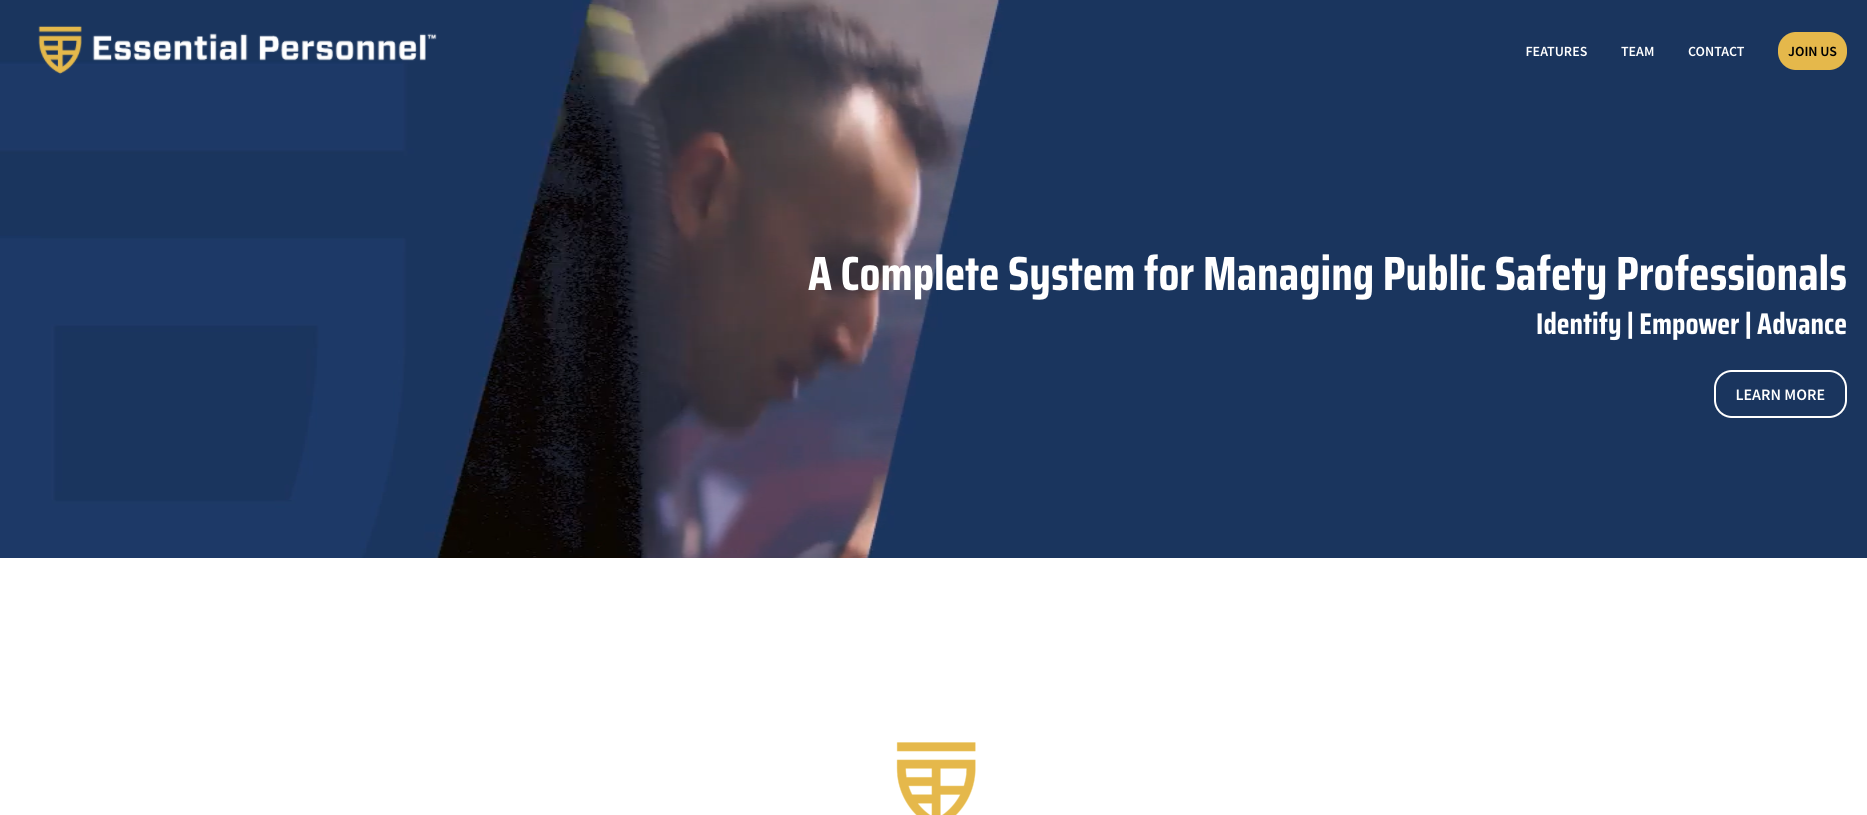 Essential Personnel™
FEATURES
TEAM
CONTACT
JOIN US
A Complete System for Managing Public Safety Professionals
Identify | Empower | Advance
LEARN MORE